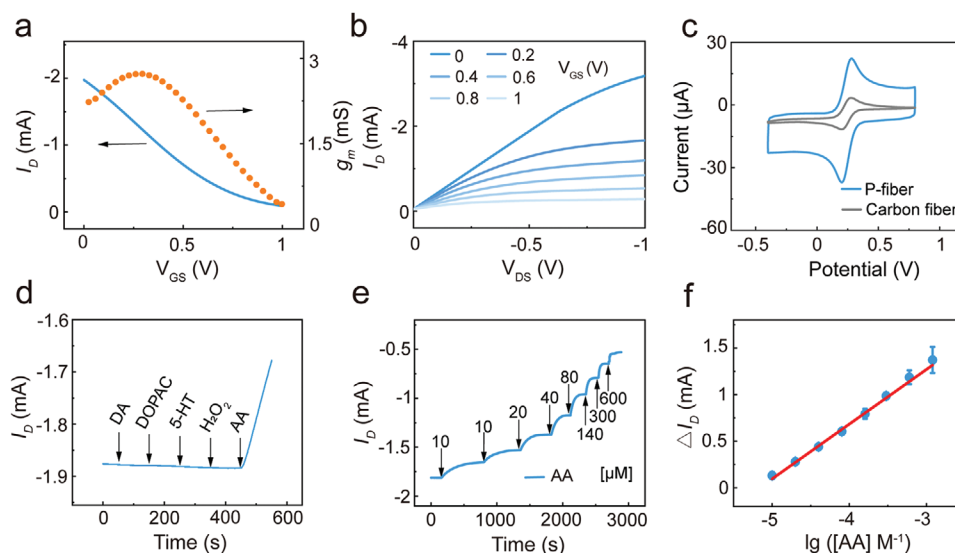 a
-2
-1
0
I_D (mA)
3
1.5
0
g_m (mS)
0
0.5
1
V_GS (V)
b
-4
-2
0
I_D (mA)
0
0.2
0.4
0.6
0.8
1
V_GS (V)
0
-0.5
-1
V_DS (V)
c
30
0
-30
-60
Current (μA)
P-fiber
Carbon fiber
-0.5
0
0.5
1
Potential (V)
d
-1.6
-1.7
-1.8
-1.9
I_D (mA)
DA
DOPAC
5-HT
H₂O₂
AA
0
200
400
600
Time (s)
e
0
-0.5
-1
-1.5
-2
I_D (mA)
10
10
20
40
80
140
300
600
AA
[μM]
0
1000
2000
3000
Time (s)
f
1.5
1
0.5
0
△I_D (mA)
-5
-4
-3
lg ([AA] M⁻¹)